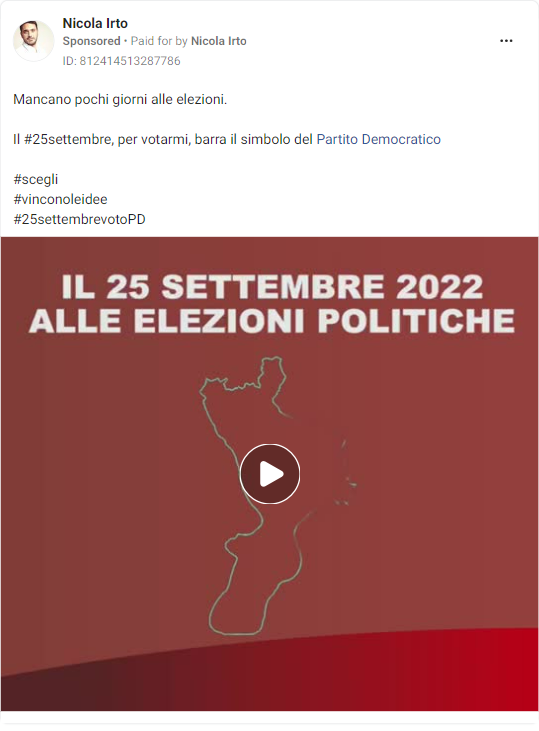 Nicola Irto
Sponsored • Paid for by Nicola Irto
ID: 812414513287786
Mancano pochi giorni alle elezioni.
Il #25settembre, per votarmi, barra il simbolo del Partito Democratico
#scegli
#vinconoleidee
#25settembrevotoPD
IL 25 SETTEMBRE 2022
ALLE ELEZIONI POLITICHE